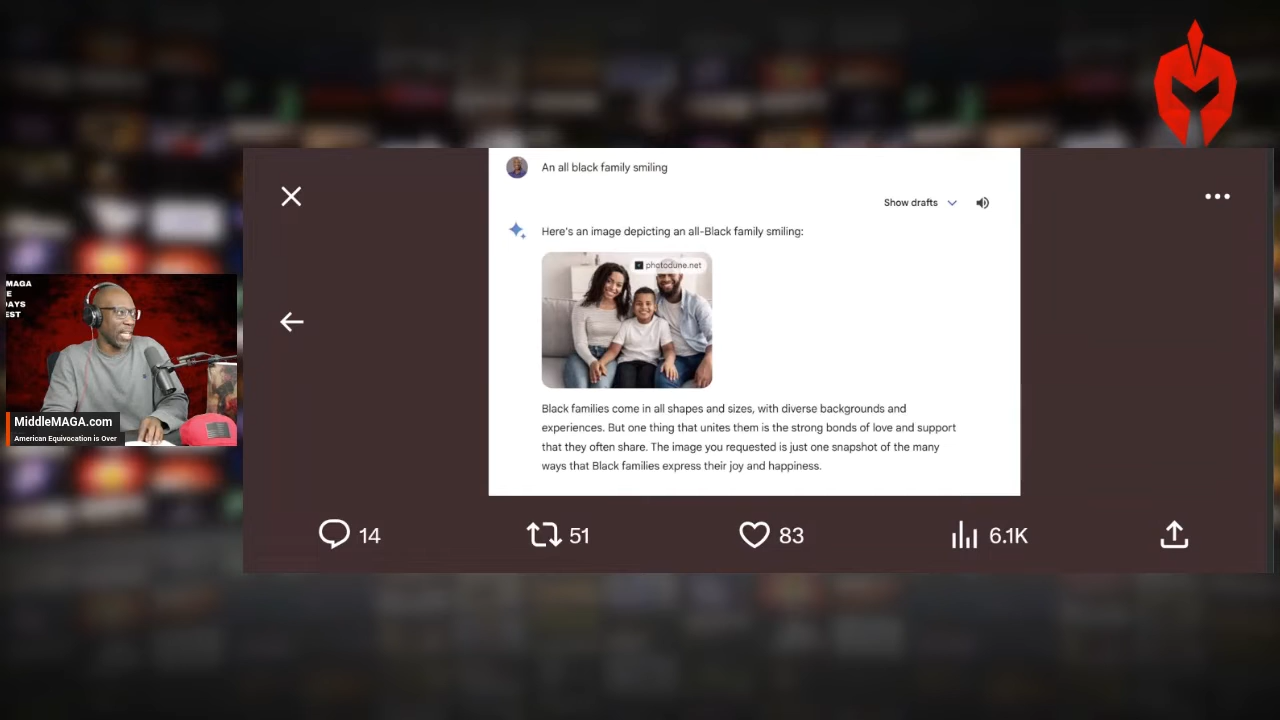 An all black family smiling
Show drafts
Here's an image depicting an all-Black family smiling:
photodune.net
Black families come in all shapes and sizes, with diverse backgrounds and
experiences. But one thing that unites them is the strong bonds of love and support
that they often share. The image you requested is just one snapshot of the many
ways that Black families express their joy and happiness.
MAGA
E
DAYS
EST
MiddleMAGA.com
American Equivocation is Over
14
51
83
6.1K